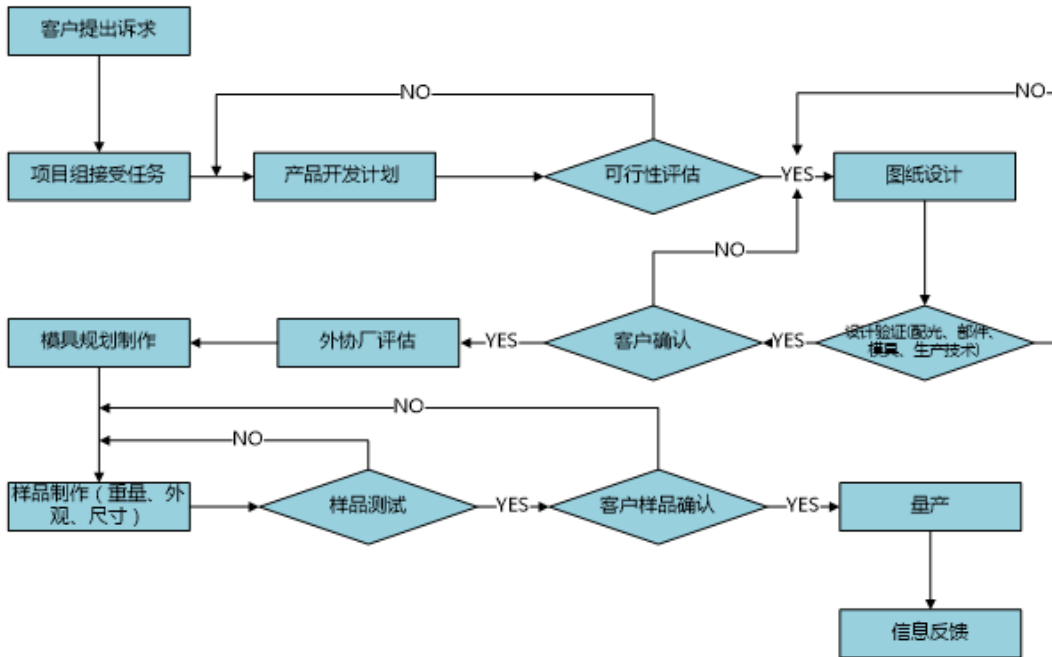 客户提出诉求
NO
NO
项目组接受任务
产品开发计划
可行性评估
YES
图纸设计
NO
模具规划制作
外协厂评估
YES
客户确认
YES
设计验证(配光、部件、
模具、生产技术)
NO
NO
样品制作（重量、外
观、尺寸）
样品测试
YES
客户样品确认
YES
量产
信息反馈